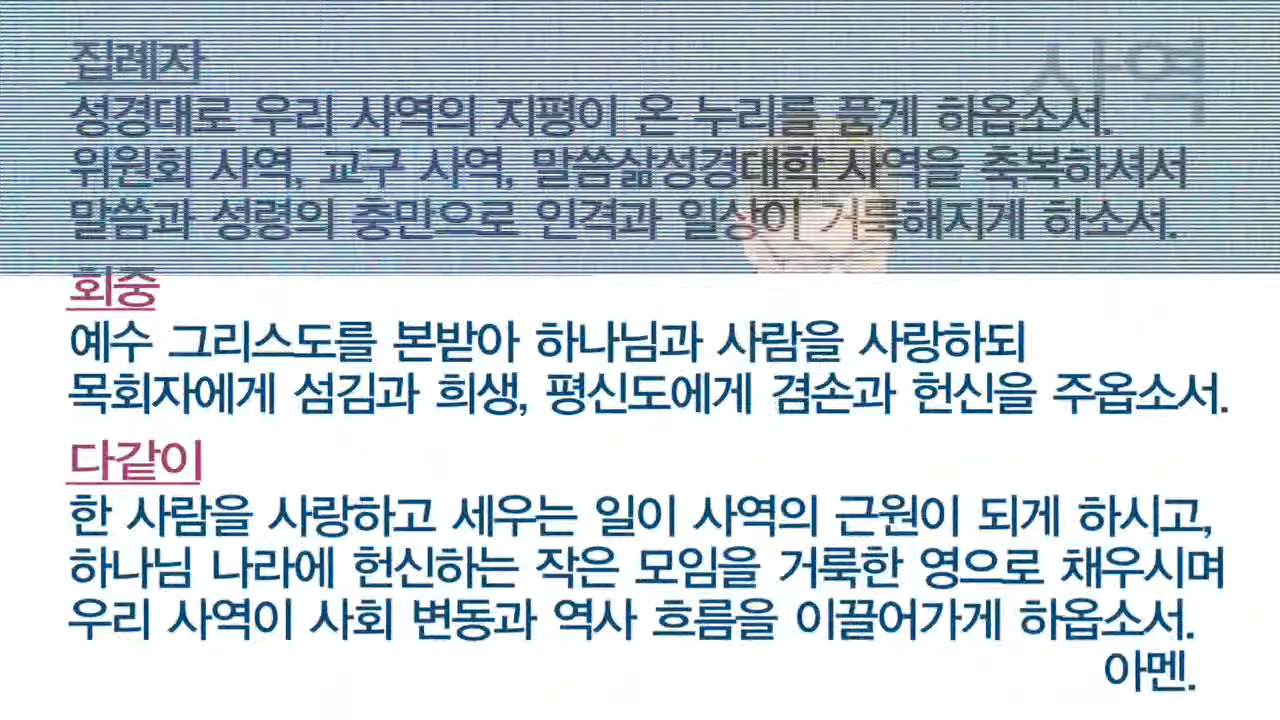 사역
집례자
성경대로 우리 사역의 지평이 온 누리를 품게 하옵소서.
위원회 사역, 교구 사역, 말씀삶성경대학 사역을 축복하셔서
말씀과 성령의 충만으로 인격과 일상이 거룩해지게 하소서.
회중
예수 그리스도를 본받아 하나님과 사람을 사랑하되
목회자에게 섬김과 희생, 평신도에게 겸손과 헌신을 주옵소서.
다같이
한 사람을 사랑하고 세우는 일이 사역의 근원이 되게 하시고,
하나님 나라에 헌신하는 작은 모임을 거룩한 영으로 채우시며
우리 사역이 사회 변동과 역사 흐름을 이끌어가게 하옵소서.
아멘.